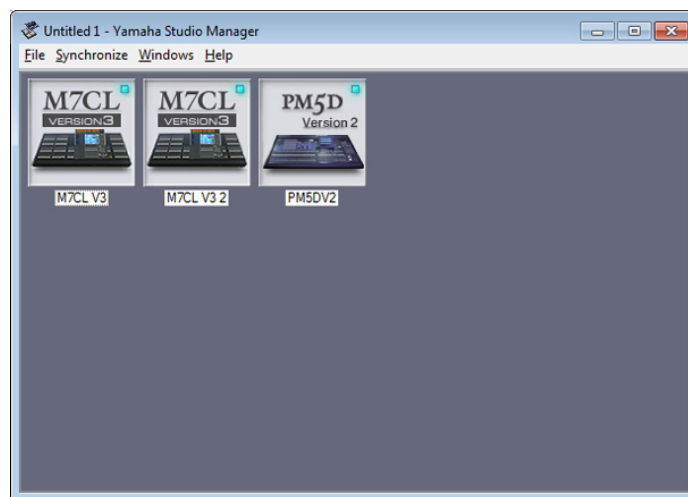 Untitled 1 - Yamaha Studio Manager
File Synchronize Windows Help
M7CL
VERSION3
M7CL
VERSION3
PM5D
Version 2
M7CL V3
M7CL V3 2
PM5DV2